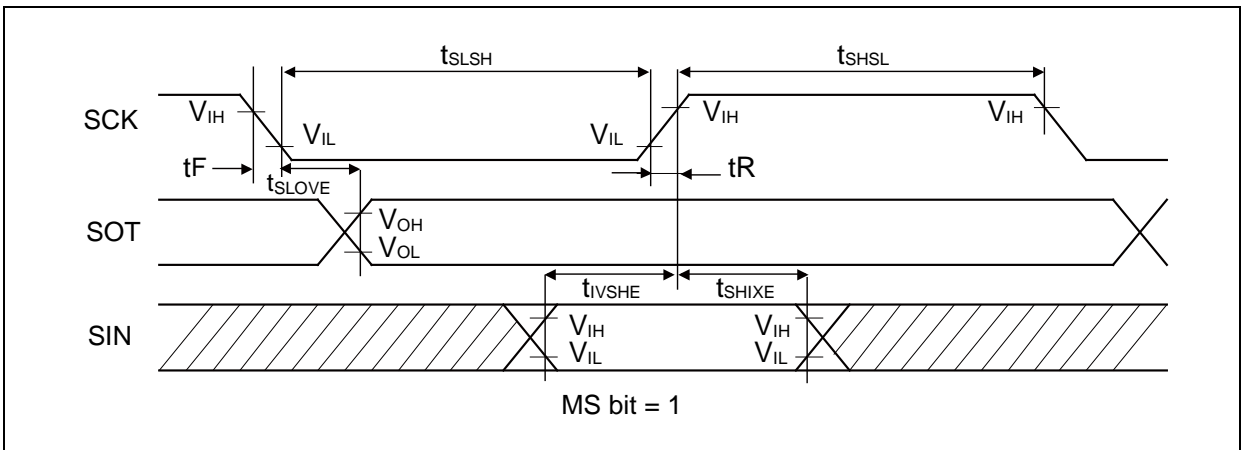 tSLSH tSHSL
SCK VIH VIL VIL VIH VIH
tF tSLOVE tR
SOT VOH
VOL
tIVSHE tSHIXE
SIN VIH VIH
VIL VIL
MS bit = 1